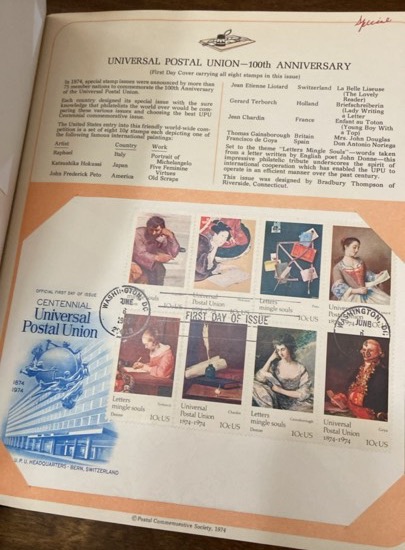 Special
UNIVERSAL POSTAL UNION—100th ANNIVERSARY
(First Day Cover carrying all eight stamps in this issue)
In 1974, special stamp issues were announced by more than
75 member nations to commemorate the 100th Anniversary
of the Universal Postal Union.
Each country designed its special issue with the sure
knowledge that philatelists the world over would be com-
paring these various issues and choosing the best UPU
Centennial commemorative issue.
The United States entry into this friendly world-wide com-
petition is a set of eight 10¢ stamps each depicting one of
the following famous international paintings:
Artist Country Work
Raphael Italy Portrait of
Michelangelo
Katsushika Hokusai Japan Five Feminine
Virtues
John Frederick Peto America Old Scraps
Jean Etienne Liotard Switzerland La Belle Liseuse
(The Lovely
Reader)
Gerard Terborch Holland Briefschreiberin
(Lady Writing
a Letter
Jean Chardin France Enfant e Toton
(Young Boy With
a Top)
Thomas Gainsborough Britain Mrs. John Douglas
Francisco de Goya Spain Don Antonio Noriega
Set to the theme "Letters Mingle Souls"—words taken
from a letter written by English poet John Donne—this
impressive philatelic tribute underscores the spirit of
international cooperation which has enabled the UPU to
operate in an efficient manner over the past century.
This issue was designed by Bradbury Thompson of
Riverside, Connecticut.
OFFICIAL FIRST DAY OF ISSUE
CENTENNIAL
Universal
Postal Union
1874
1974
U.P.U. HEADQUARTERS - BERN, SWITZERLAND
WASHINGTON, DC
JUNE
6
FIRST DAY OF ISSUE
WASHINGTON, DC
JUN 6
Universal
Letters
Letters
mingle souls
Donne
10cUS
Universal
Postal Union
1874-1974
Chardin
10cUS
Letters
mingle souls
Donne
Gainsborough
10cUS
Universal
Postal Union
1874-1974
Goya
10cUS
© Postal Commemorative Society, 1974